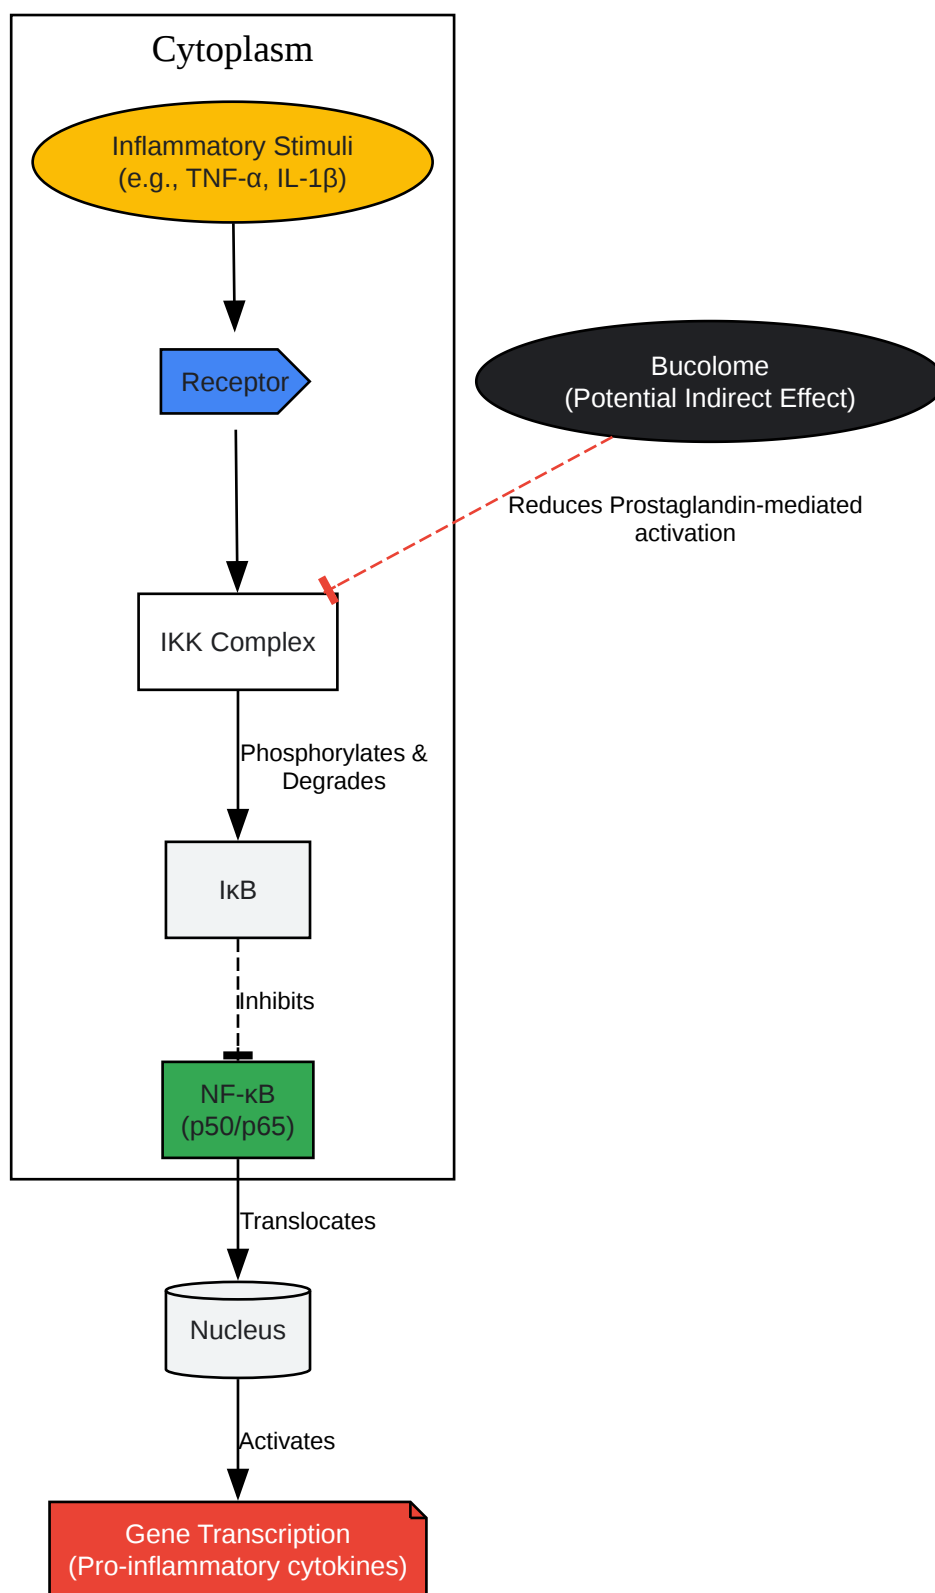 Cytoplasm
Inflammatory Stimuli
(e.g., TNF-α, IL-1β)
Receptor
Bucolome
(Potential Indirect Effect)
Reduces Prostaglandin-mediated
activation
IKK Complex
Phosphorylates &
Degrades
IκB
Inhibits
NF-κB
(p50/p65)
Translocates
Nucleus
Activates
Gene Transcription
(Pro-inflammatory cytokines)